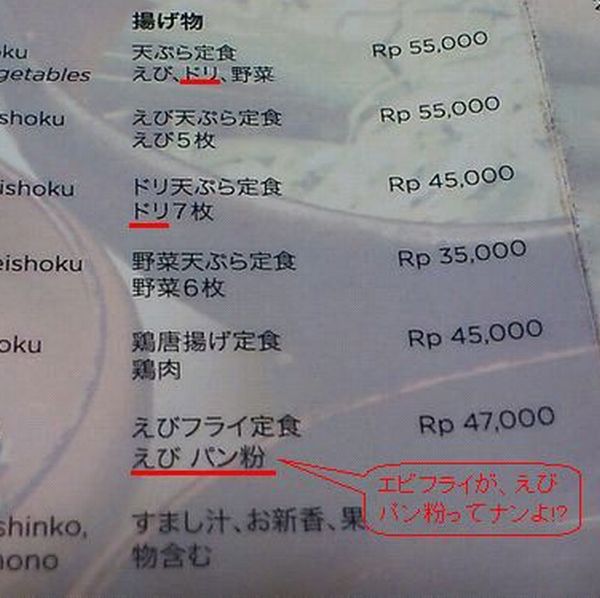 揚げ物
oku
天ぷら定食
Rp 55,000
getables
えび、ドリ、野菜
ishoku
えび天ぷら定食
Rp 55,000
えび5枚
ishoku
ドリ天ぷら定食
Rp 45,000
ドリ7枚
eishoku
野菜天ぷら定食
Rp 35,000
野菜6枚
oku
鶏唐揚げ定食
Rp 45,000
鶏肉
えびフライ定食
Rp 47,000
えび パン粉
エビフライが、えび
パン粉ってナンよ!?
shinko,
すまし汁、お新香、果
mono
物含む